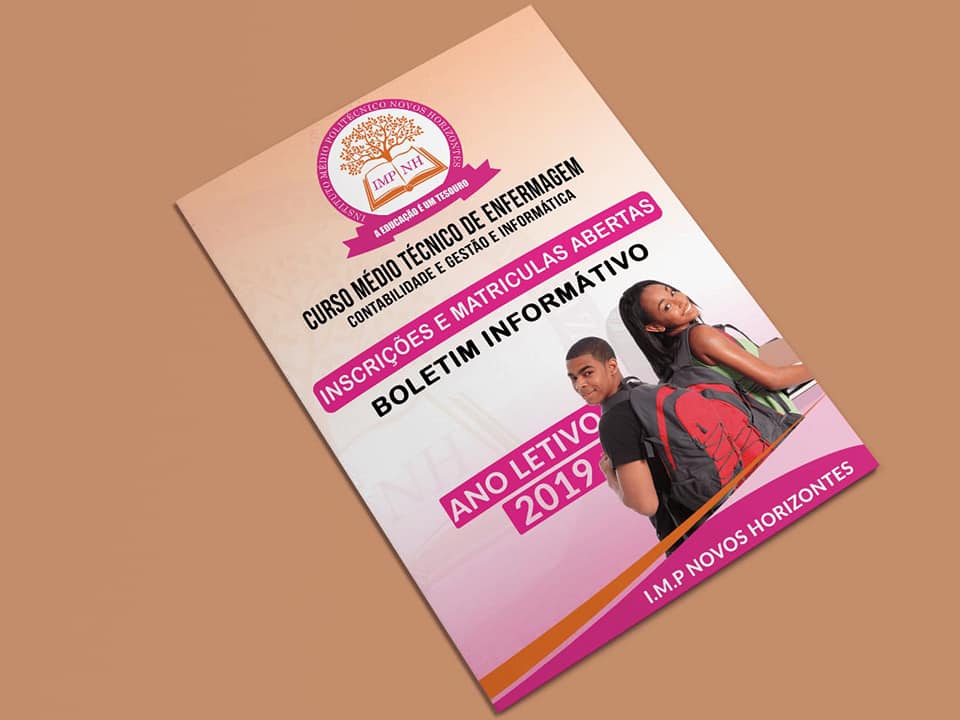 INSTITUTO MÉDIO POLITÉCNICO NOVOS HORIZONTES
IMP NH
A EDUCAÇÃO É UM TESOURO
CURSO MÉDIO TÉCNICO DE ENFERMAGEM
CONTABILIDADE E GESTÃO E INFORMÁTICA
INSCRIÇÕES E MATRICULAS ABERTAS
BOLETIM INFORMÁTIVO
NH
ANO LETIVO
2019
I.M.P NOVOS HORIZONTES